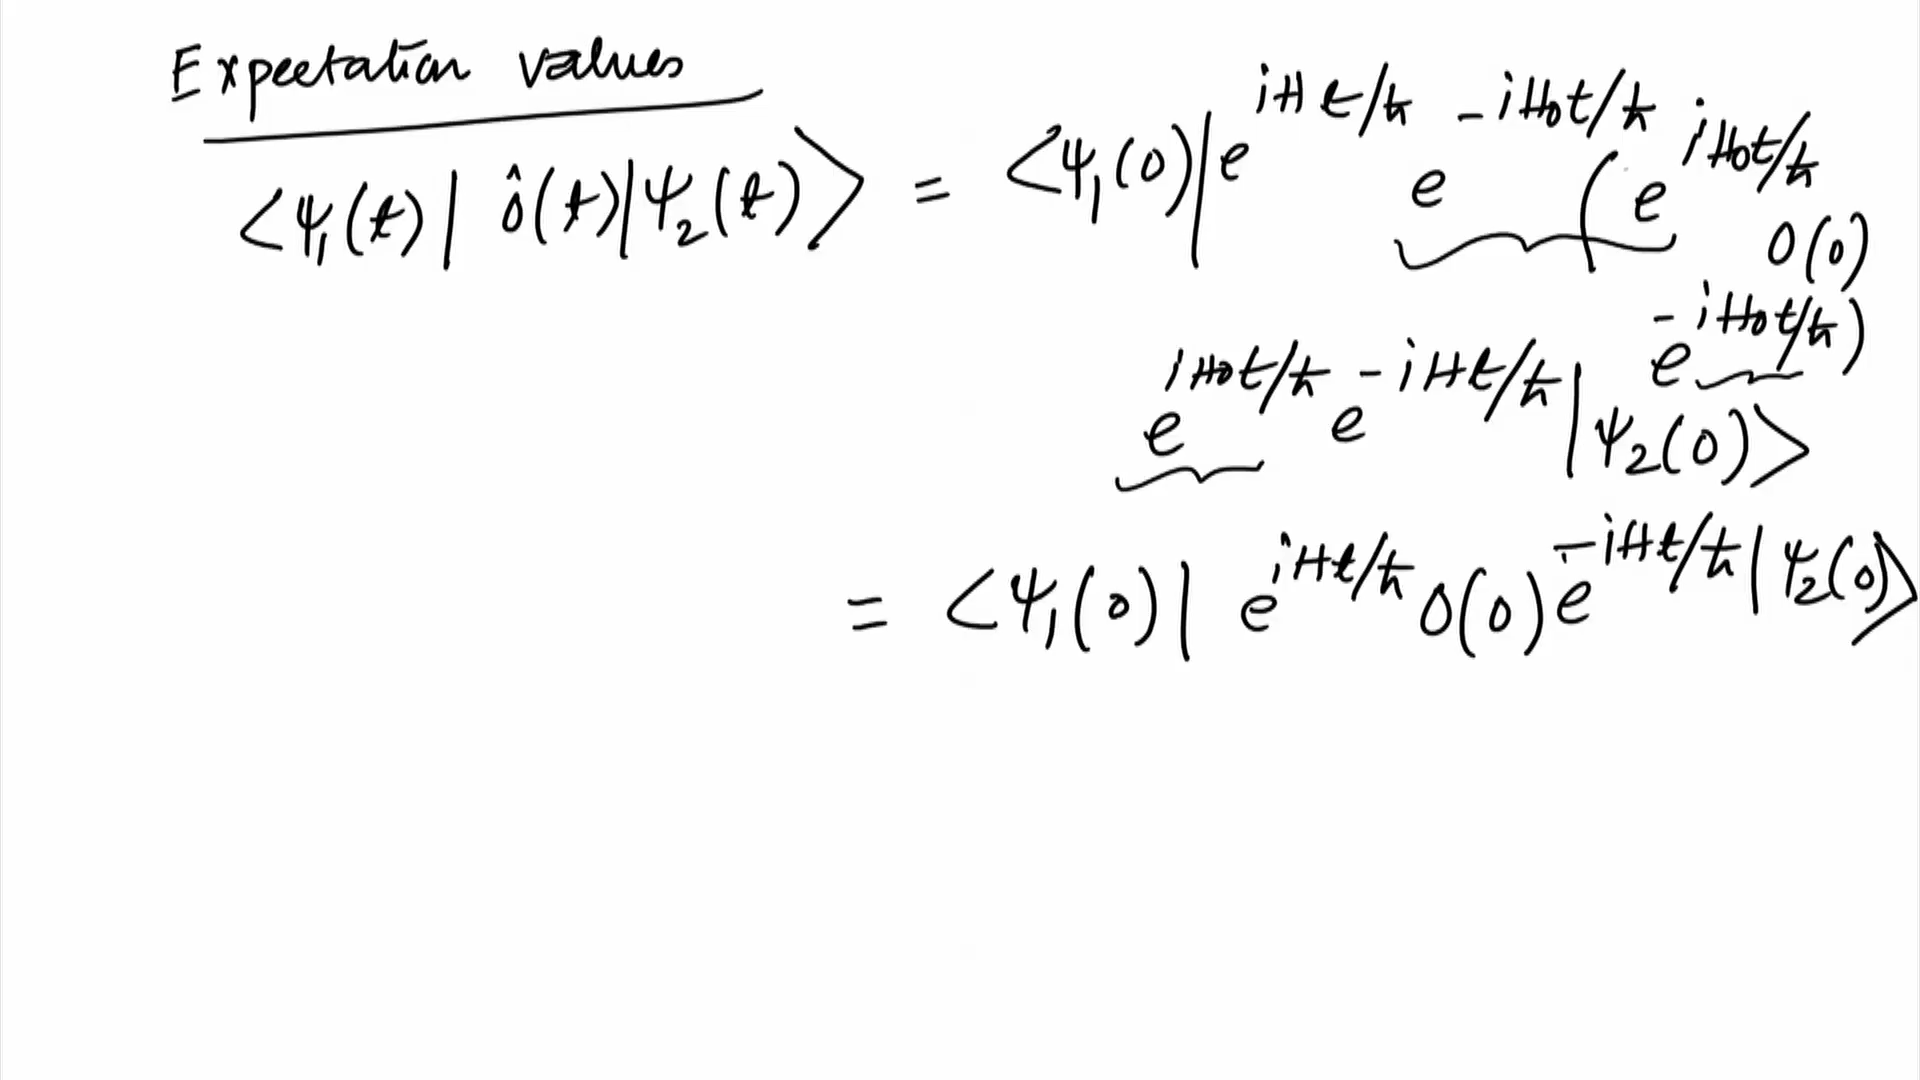 Expectation values
⟨ψ₁(t)| ô(t)|ψ₂(t)⟩ = ⟨ψ₁(0)|e^{iHt/ħ} e^{-iH₀t/ħ} (e^{iH₀t/ħ}
O(0)
e^{-iH₀t/ħ})
e^{iH₀t/ħ} e^{-iHt/ħ}|ψ₂(0)⟩
= ⟨ψ₁(0)| e^{iHt/ħ} O(0) e^{-iHt/ħ}|ψ₂(0)⟩